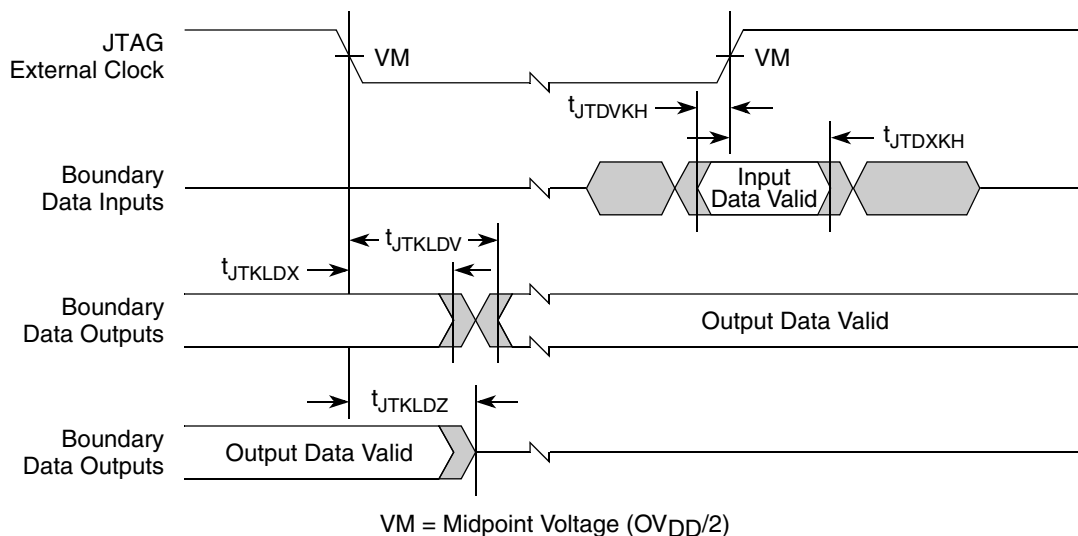 JTAG
External Clock
VM
VM
tJTDVKH
tJTDXKH
Boundary
Data Inputs
Input
Data Valid
tJTKLDV
tJTKLDX
Boundary
Data Outputs
Output Data Valid
tJTKLDZ
Boundary
Data Outputs
Output Data Valid
VM = Midpoint Voltage (OVDD/2)